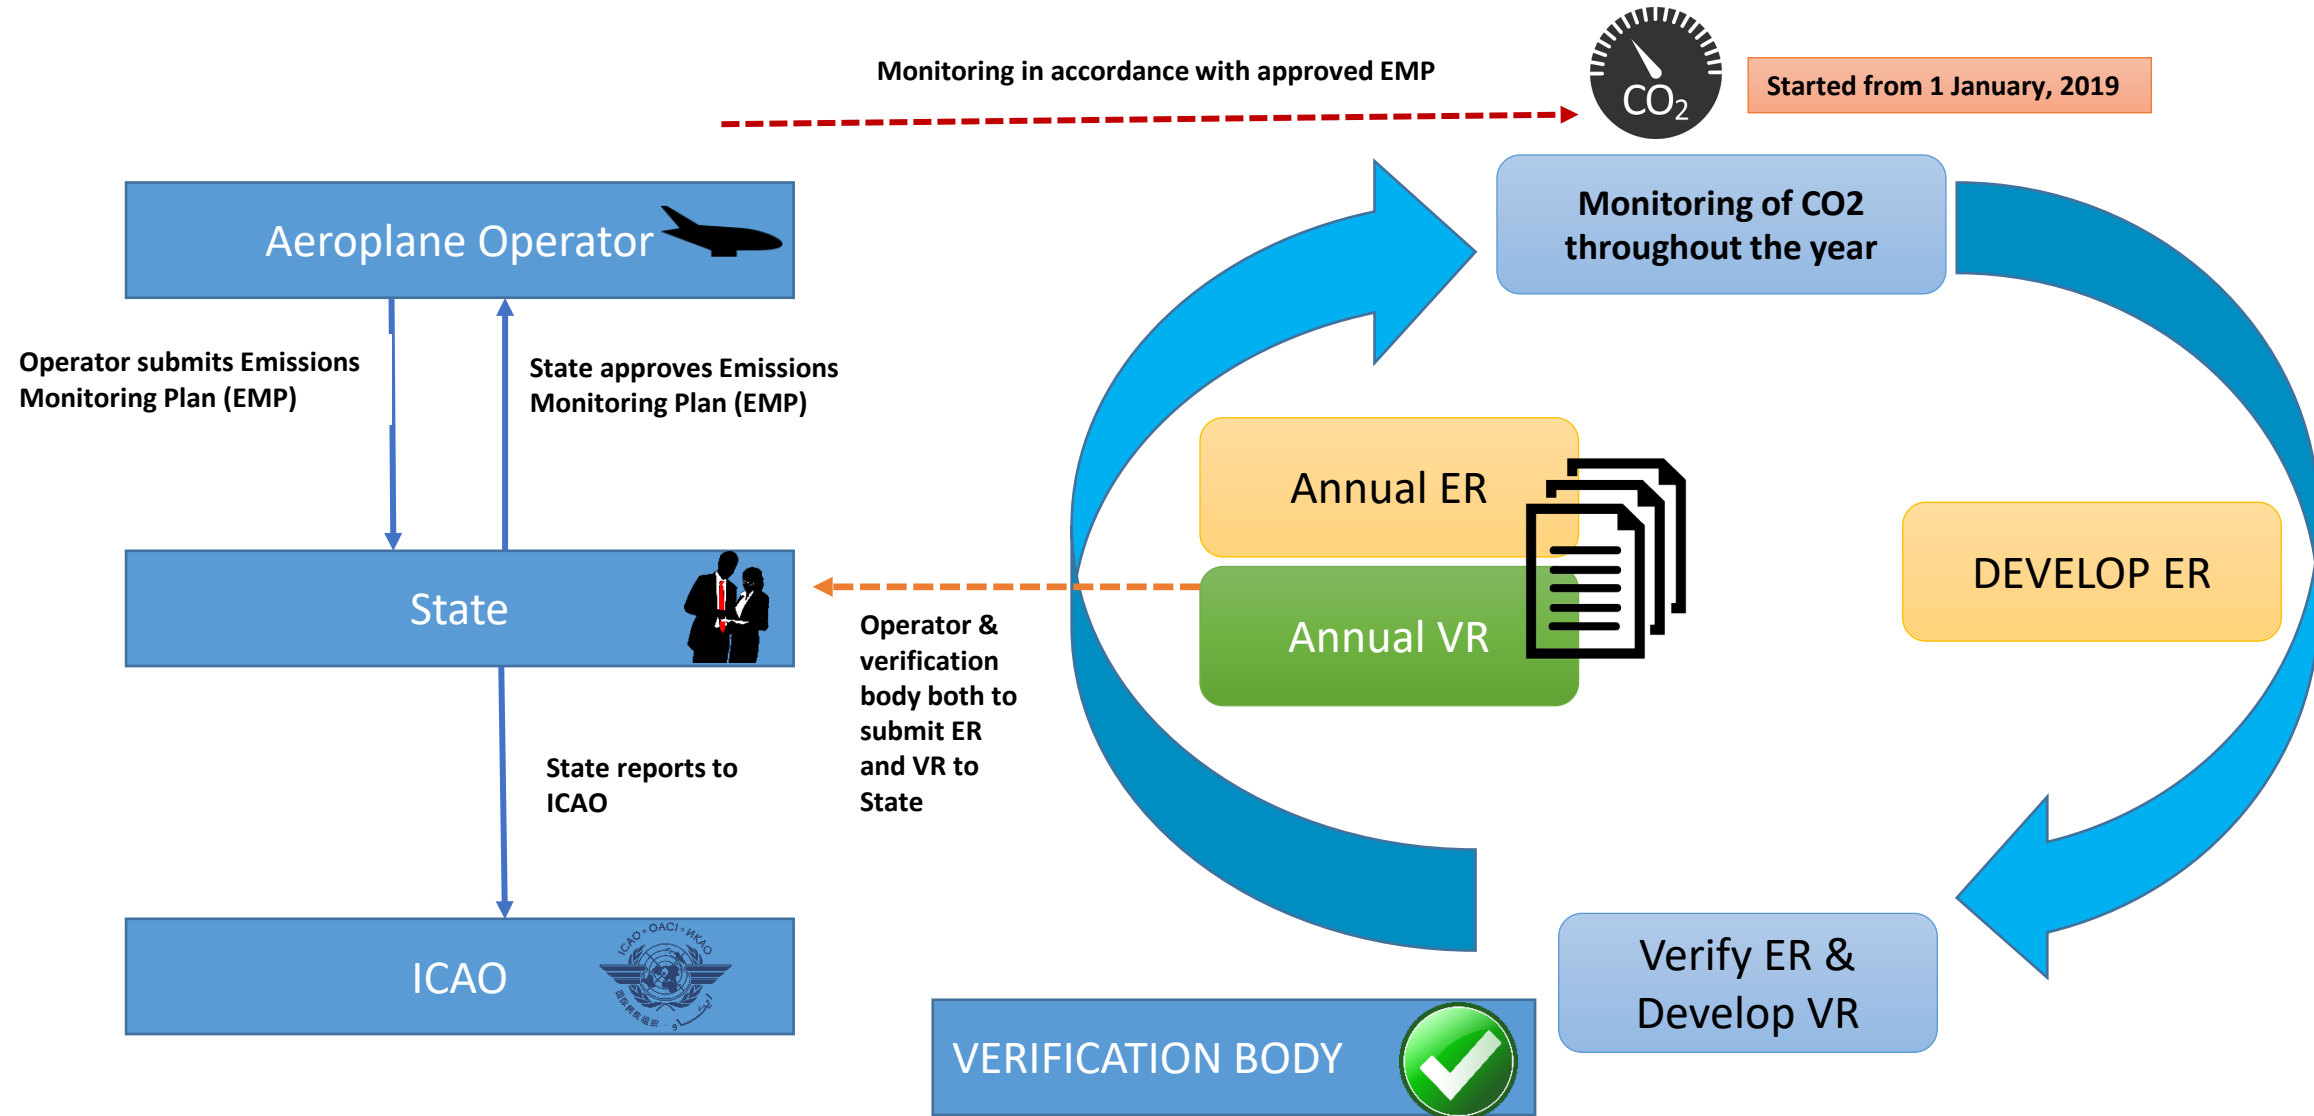 Monitoring in accordance with approved EMP
CO2
Started from 1 January, 2019
Aeroplane Operator
Monitoring of CO2
throughout the year
Operator submits Emissions
Monitoring Plan (EMP)
State approves Emissions
Monitoring Plan (EMP)
Annual ER
DEVELOP ER
State
Annual VR
Operator &
verification
body both to
submit ER
and VR to
State
State reports to
ICAO
ICAO
ICAO · OACI · ИКАО
Verify ER &
Develop VR
VERIFICATION BODY